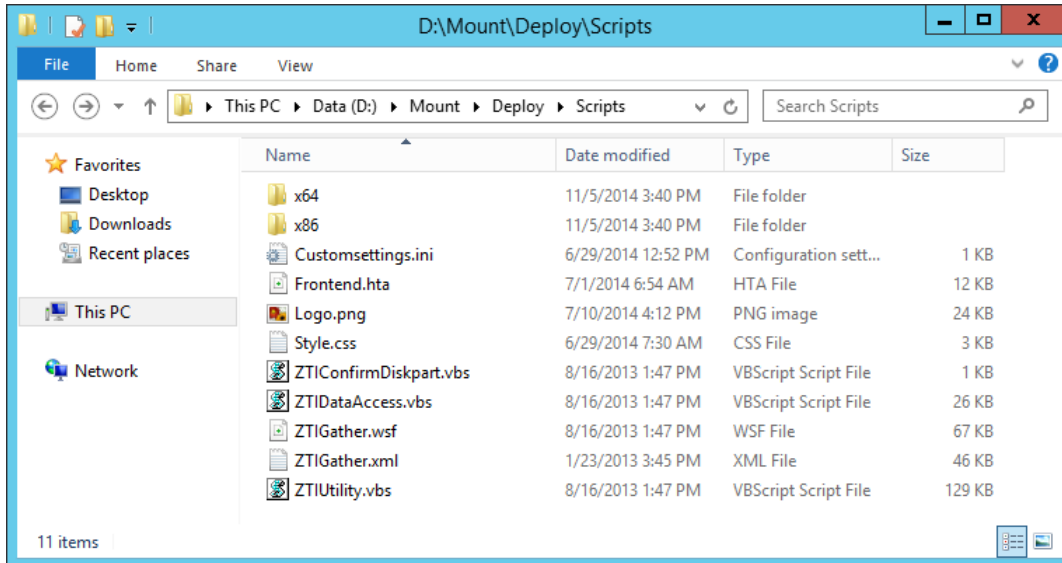 D:\Mount\Deploy\Scripts
File Home Share View
This PC Data (D:) Mount Deploy Scripts Search Scripts
Favorites
Desktop
Downloads
Recent places
This PC
Network
Name Date modified Type Size
x64 11/5/2014 3:40 PM File folder
x86 11/5/2014 3:40 PM File folder
Customsettings.ini 6/29/2014 12:52 PM Configuration sett... 1 KB
Frontend.hta 7/1/2014 6:54 AM HTA File 12 KB
Logo.png 7/10/2014 4:12 PM PNG image 24 KB
Style.css 6/29/2014 7:30 AM CSS File 3 KB
ZTIConfirmDiskpart.vbs 8/16/2013 1:47 PM VBScript Script File 1 KB
ZTIDataAccess.vbs 8/16/2013 1:47 PM VBScript Script File 26 KB
ZTIGather.wsf 8/16/2013 1:47 PM WSF File 67 KB
ZTIGather.xml 1/23/2013 3:45 PM XML File 46 KB
ZTIUtility.vbs 8/16/2013 1:47 PM VBScript Script File 129 KB
11 items